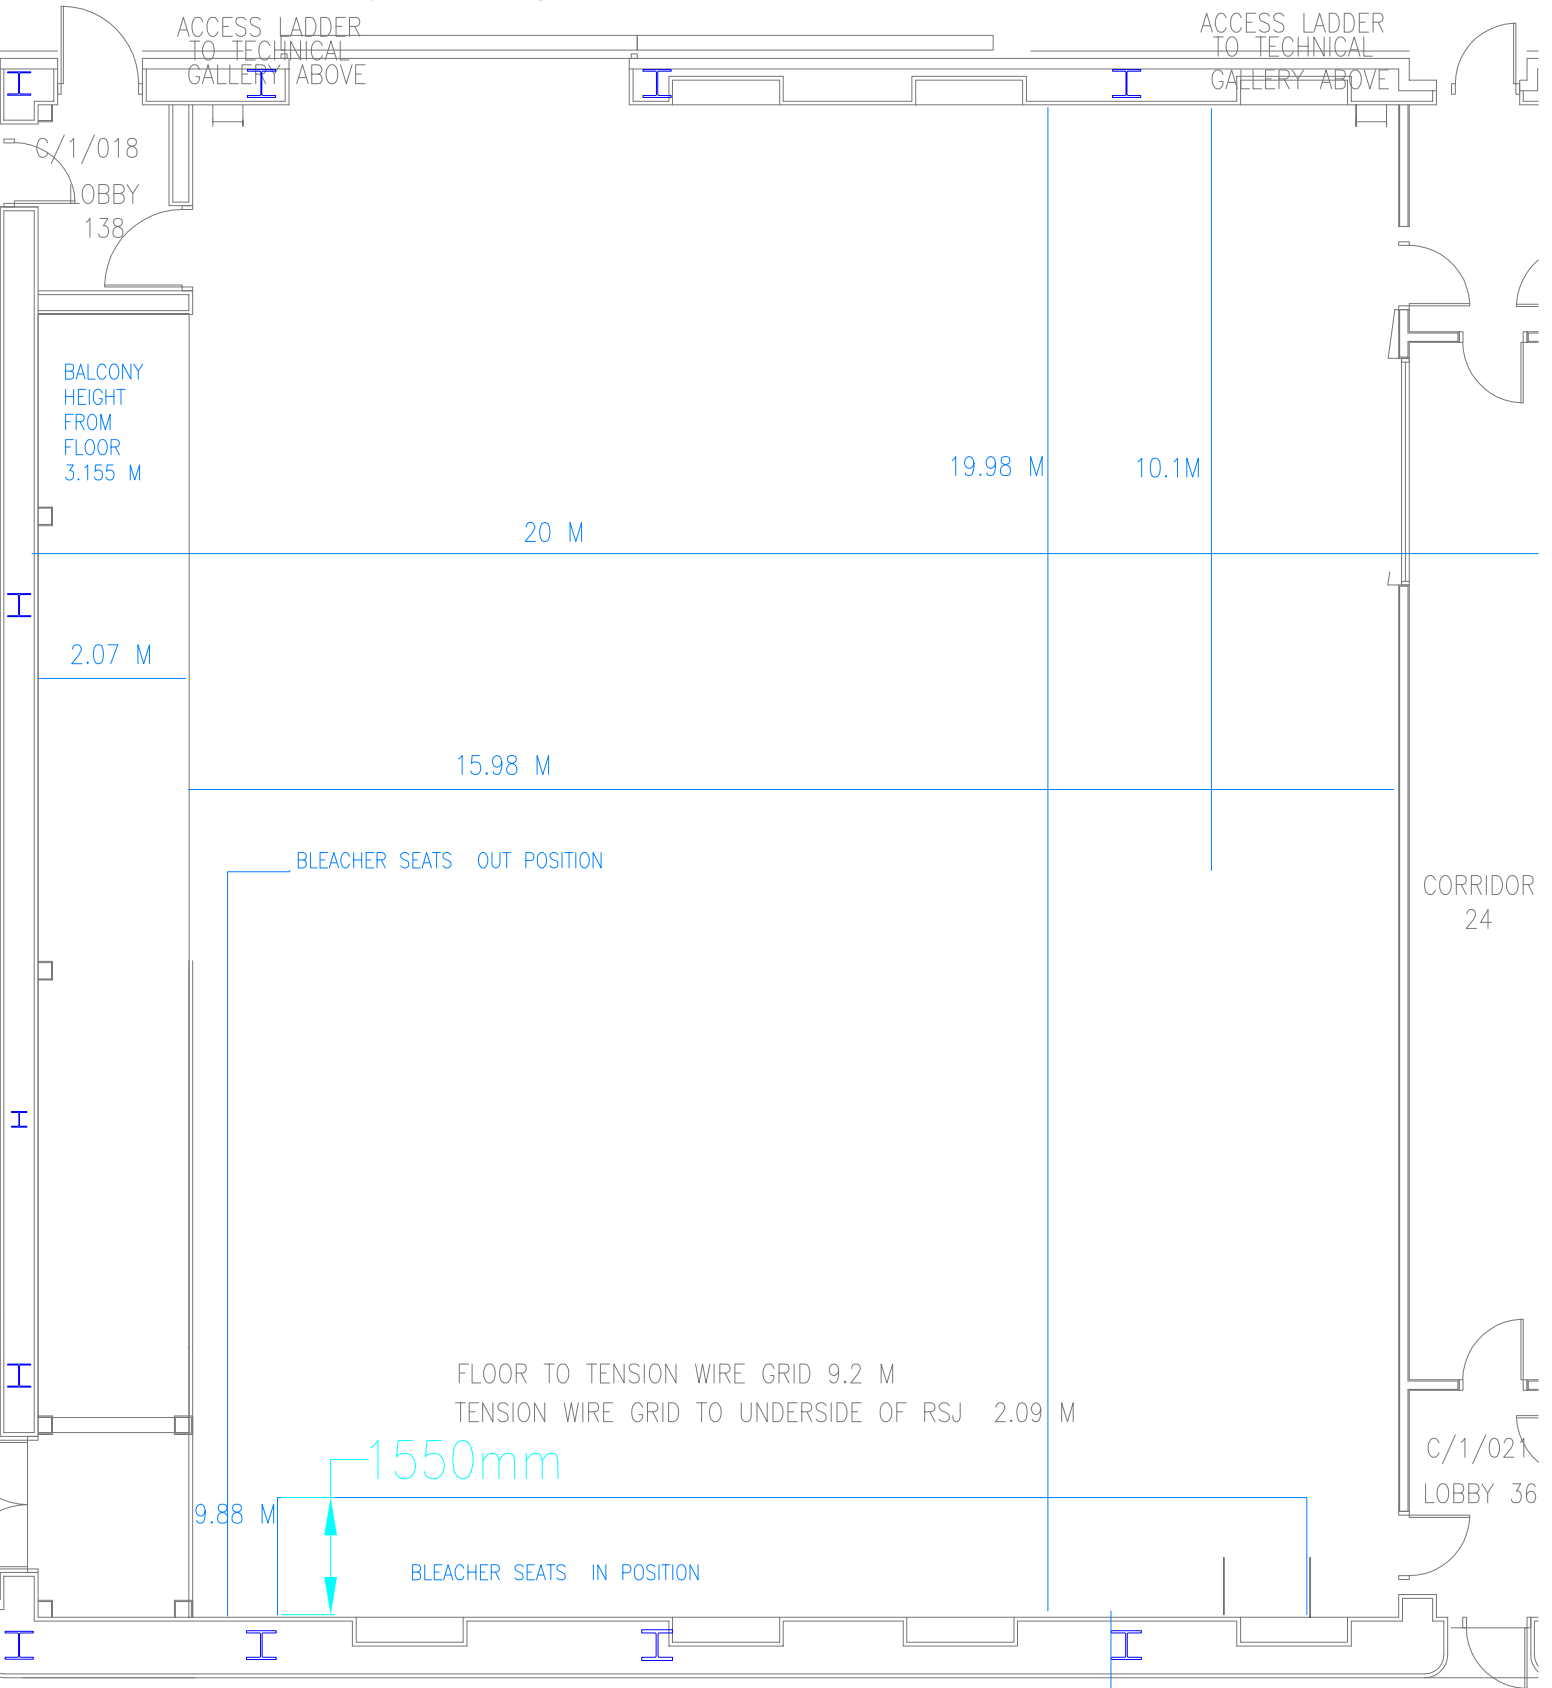 ACCESS LADDER
TO TECHNICAL
GALLERY ABOVE
ACCESS LADDER
TO TECHNICAL
GALLERY ABOVE
C/1/018
LOBBY
138
BALCONY
HEIGHT
FROM
FLOOR
3.155 M
19.98 M
10.1M
20 M
2.07 M
15.98 M
BLEACHER SEATS OUT POSITION
CORRIDOR
24
FLOOR TO TENSION WIRE GRID 9.2 M
TENSION WIRE GRID TO UNDERSIDE OF RSJ 2.09 M
1550mm
C/1/021
LOBBY 36
9.88 M
BLEACHER SEATS IN POSITION